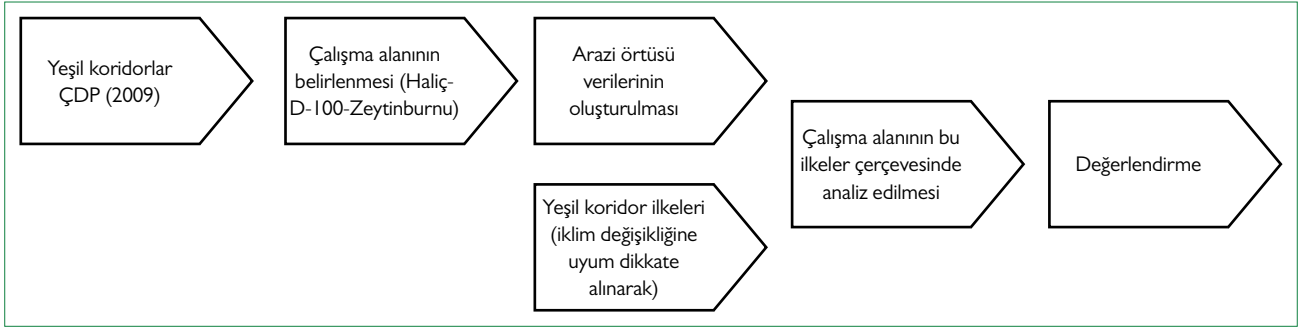 Yeşil koridorlar
ÇDP (2009)
Çalışma alanının
belirlenmesi (Haliç-
D-100-Zeytinburnu)
Arazi örtüsü
verilerinin
oluşturulması
Yeşil koridor ilkeleri
(iklim değişikliğine
uyum dikkate
alınarak)
Çalışma alanının bu
ilkeler çerçevesinde
analiz edilmesi
Değerlendirme